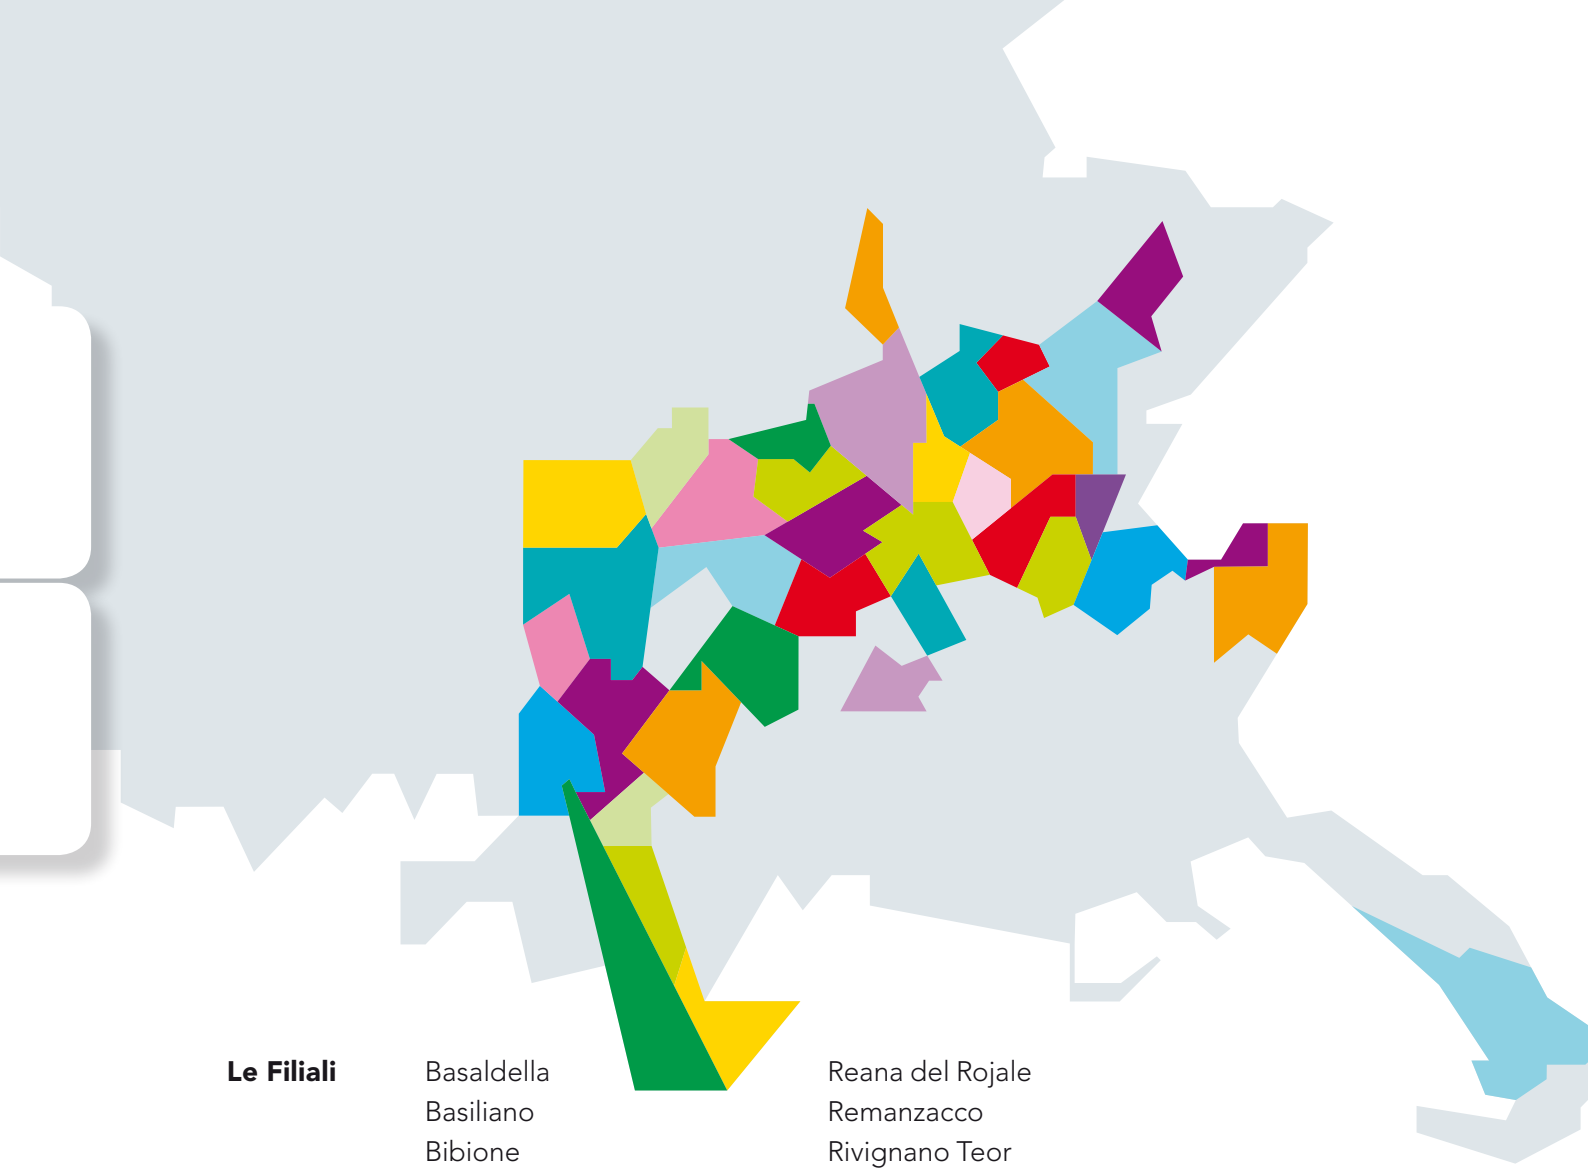 Le Filiali
Basaldella
Basiliano
Bibione
Reana del Rojale
Remanzacco
Rivignano Teor